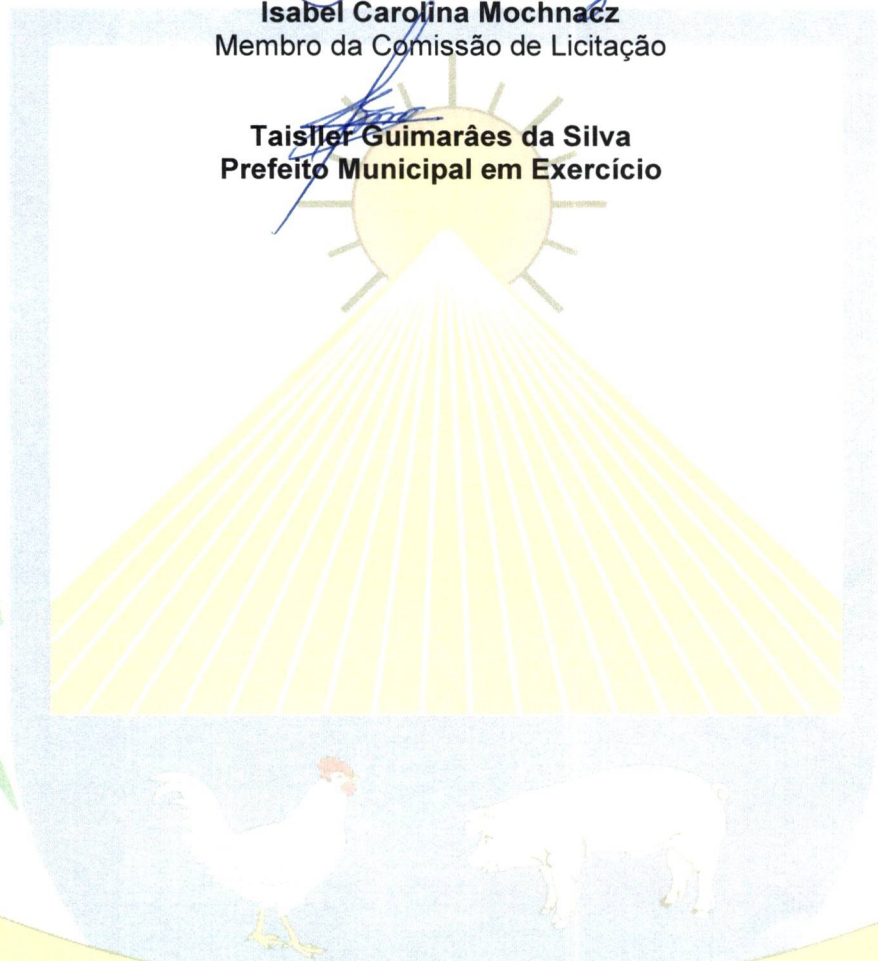 Isabel Carolina Mochnacz
Membro da Comissão de Licitação
Taisller Guimarâes da Silva
Prefeito Municipal em Exercício